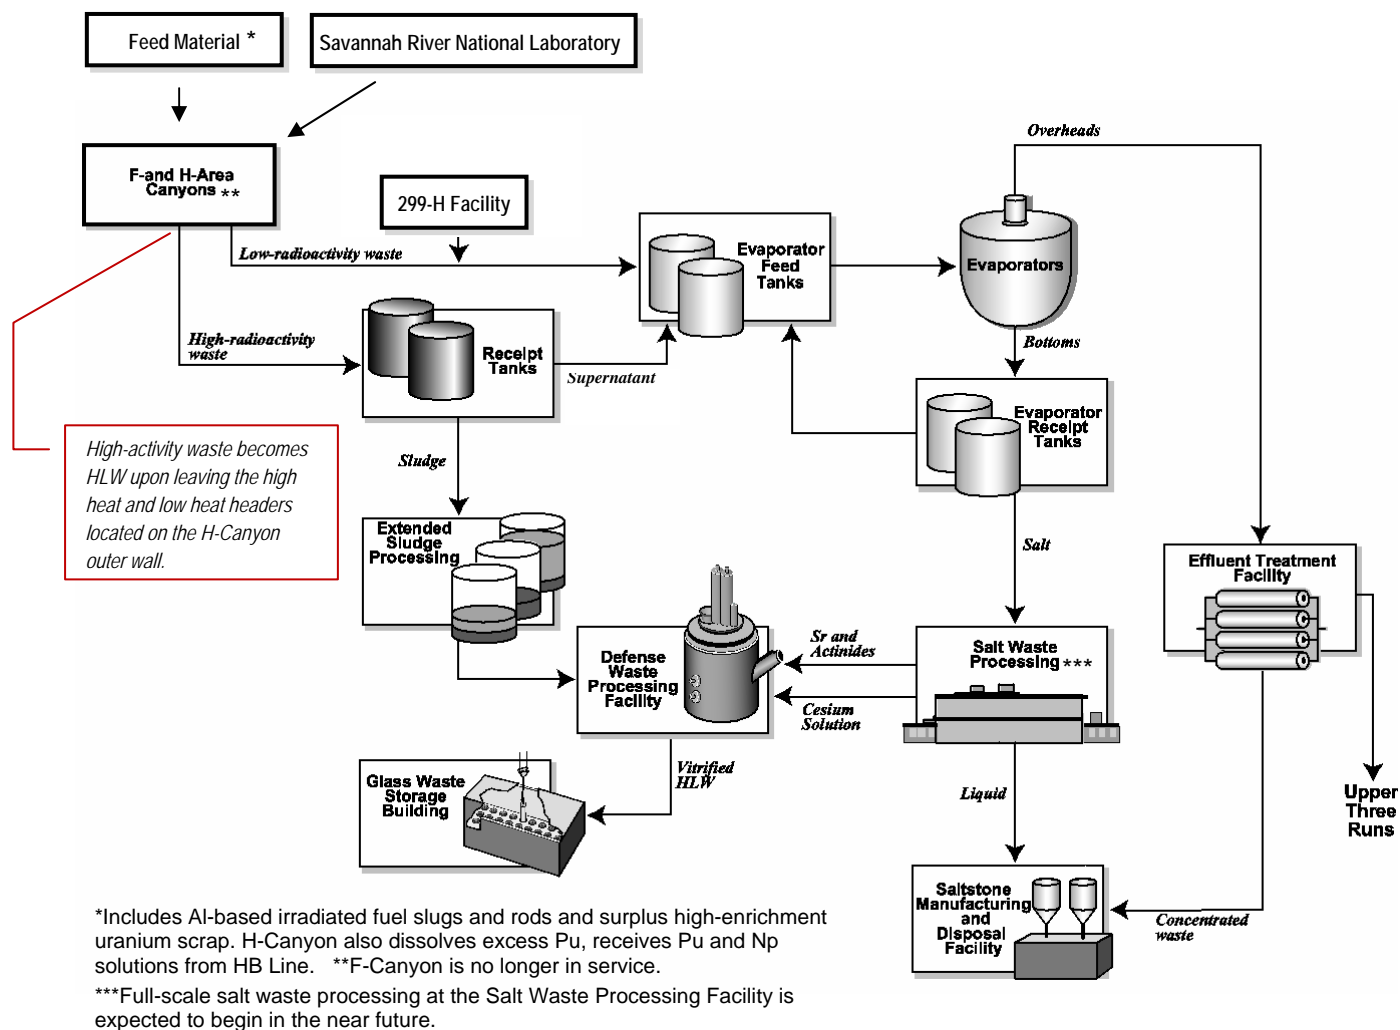 Feed Material *
Savannah River National Laboratory
F-and H-Area
Canyons **
299-H Facility
Low-radioactivity waste
High-radioactivity
waste
Receipt
Tanks
Supernatant
Evaporator
Feed
Tanks
Overheads
Evaporators
Bottoms
Evaporator
Receipt
Tanks
High-activity waste becomes
HLW upon leaving the high
heat and low heat headers
located on the H-Canyon
outer wall.
Sludge
Extended
Sludge
Processing
Salt
Effluent Treatment
Facility
Defense
Waste
Processing
Facility
Sr and
Actinides
Cesium
Solution
Salt Waste
Processing ***
Vitrified
HLW
Glass Waste
Storage
Building
Liquid
Upper
Three
Runs
Saltstone
Manufacturing
and
Disposal
Facility
Concentrated
waste
*Includes Al-based irradiated fuel slugs and rods and surplus high-enrichment
uranium scrap. H-Canyon also dissolves excess Pu, receives Pu and Np
solutions from HB Line. **F-Canyon is no longer in service.
***Full-scale salt waste processing at the Salt Waste Processing Facility is
expected to begin in the near future.